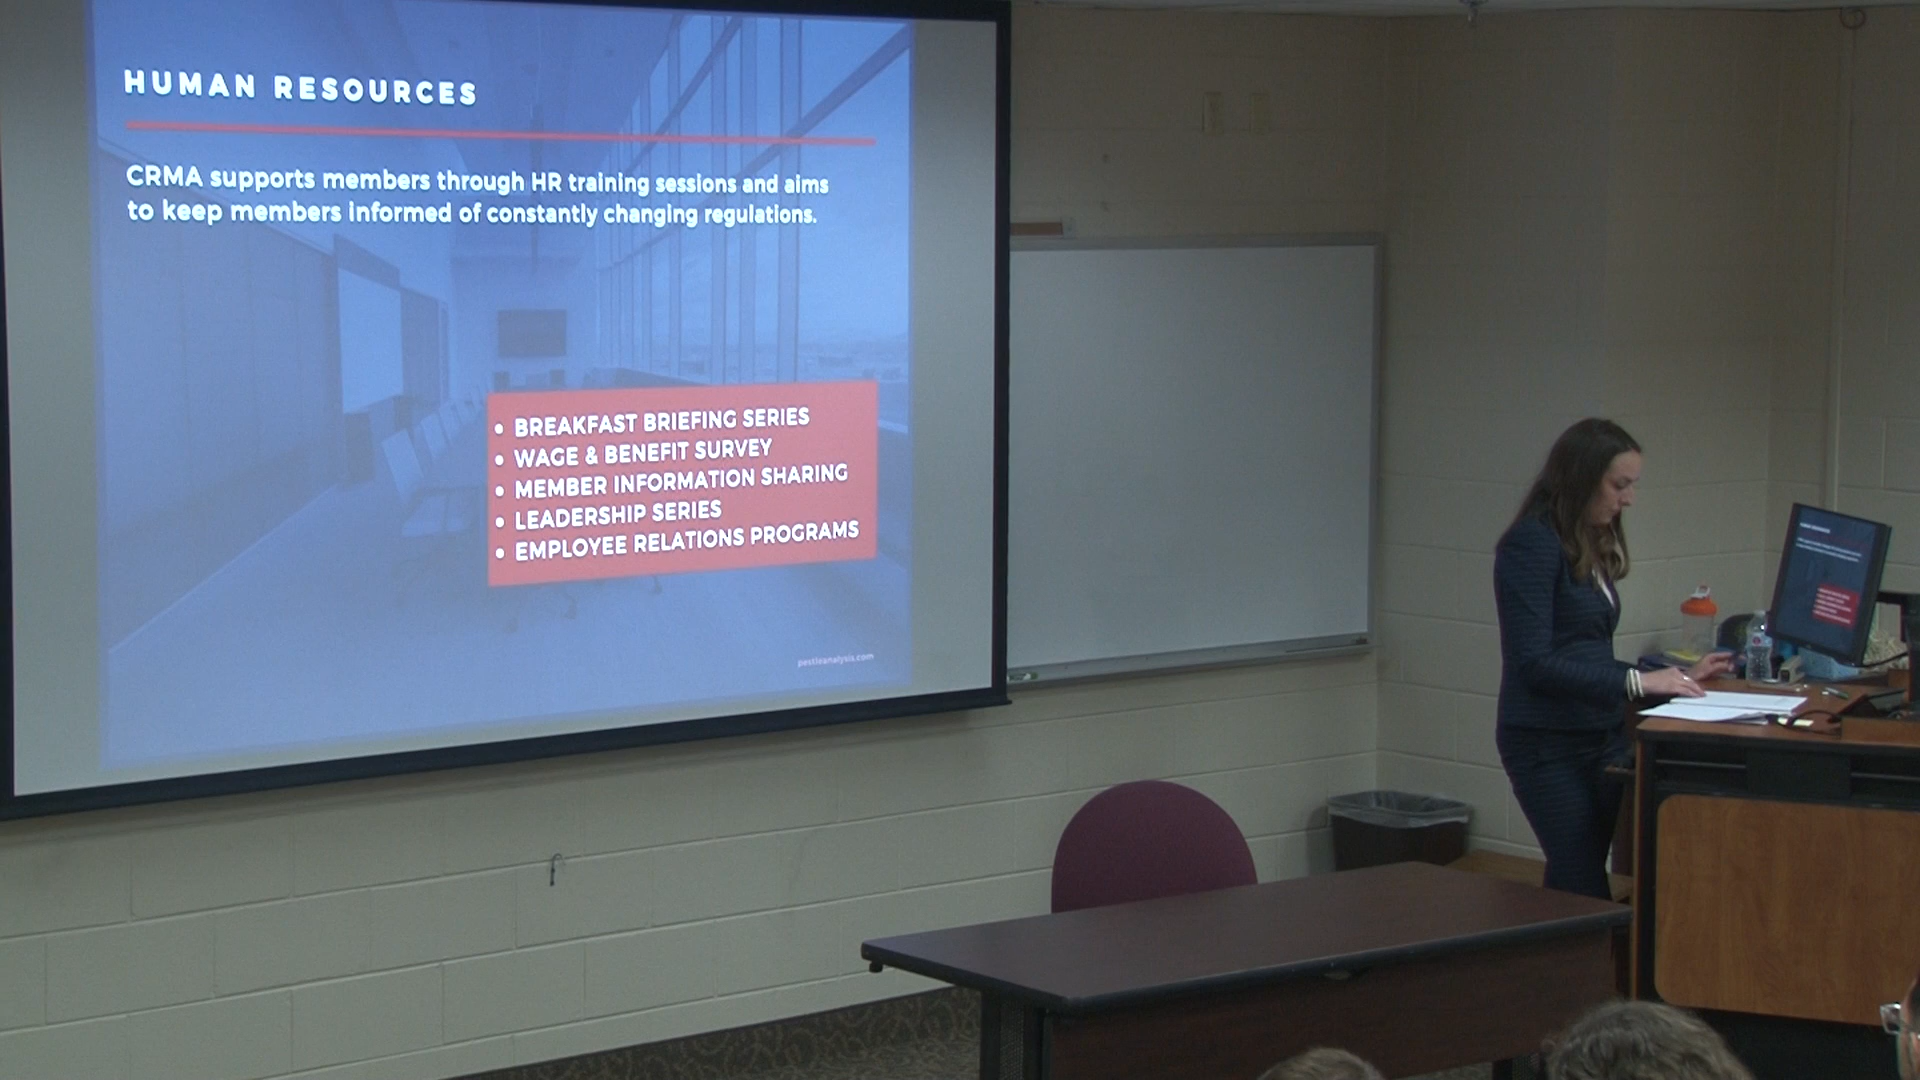 HUMAN RESOURCES
CRMA supports members through HR training sessions and aims
to keep members informed of constantly changing regulations.
• BREAKFAST BRIEFING SERIES
• WAGE & BENEFIT SURVEY
• MEMBER INFORMATION SHARING
• LEADERSHIP SERIES
• EMPLOYEE RELATIONS PROGRAMS
pestleanalysis.com